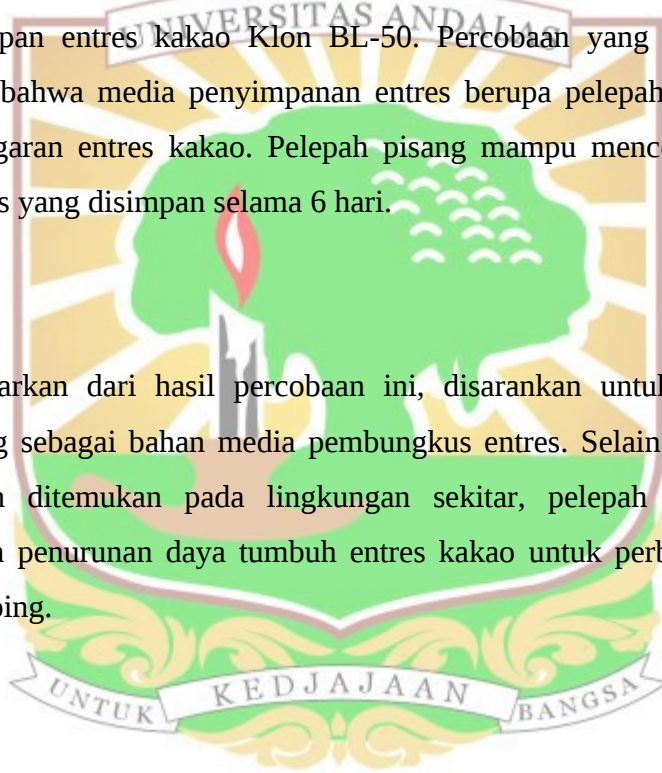 UNIVERSITAS ANDALAS
pan entres kakao Klon BL-50. Percobaan yang
bahwa media penyimpanan entres berupa pelepah
garan entres kakao. Pelepah pisang mampu mence
s yang disimpan selama 6 hari.
arkan dari hasil percobaan ini, disarankan untul
g sebagai bahan media pembungkus entres. Selain
n ditemukan pada lingkungan sekitar, pelepah
n penurunan daya tumbuh entres kakao untuk perb
ping.
UNTUK KEDJAJAAN BANGSA